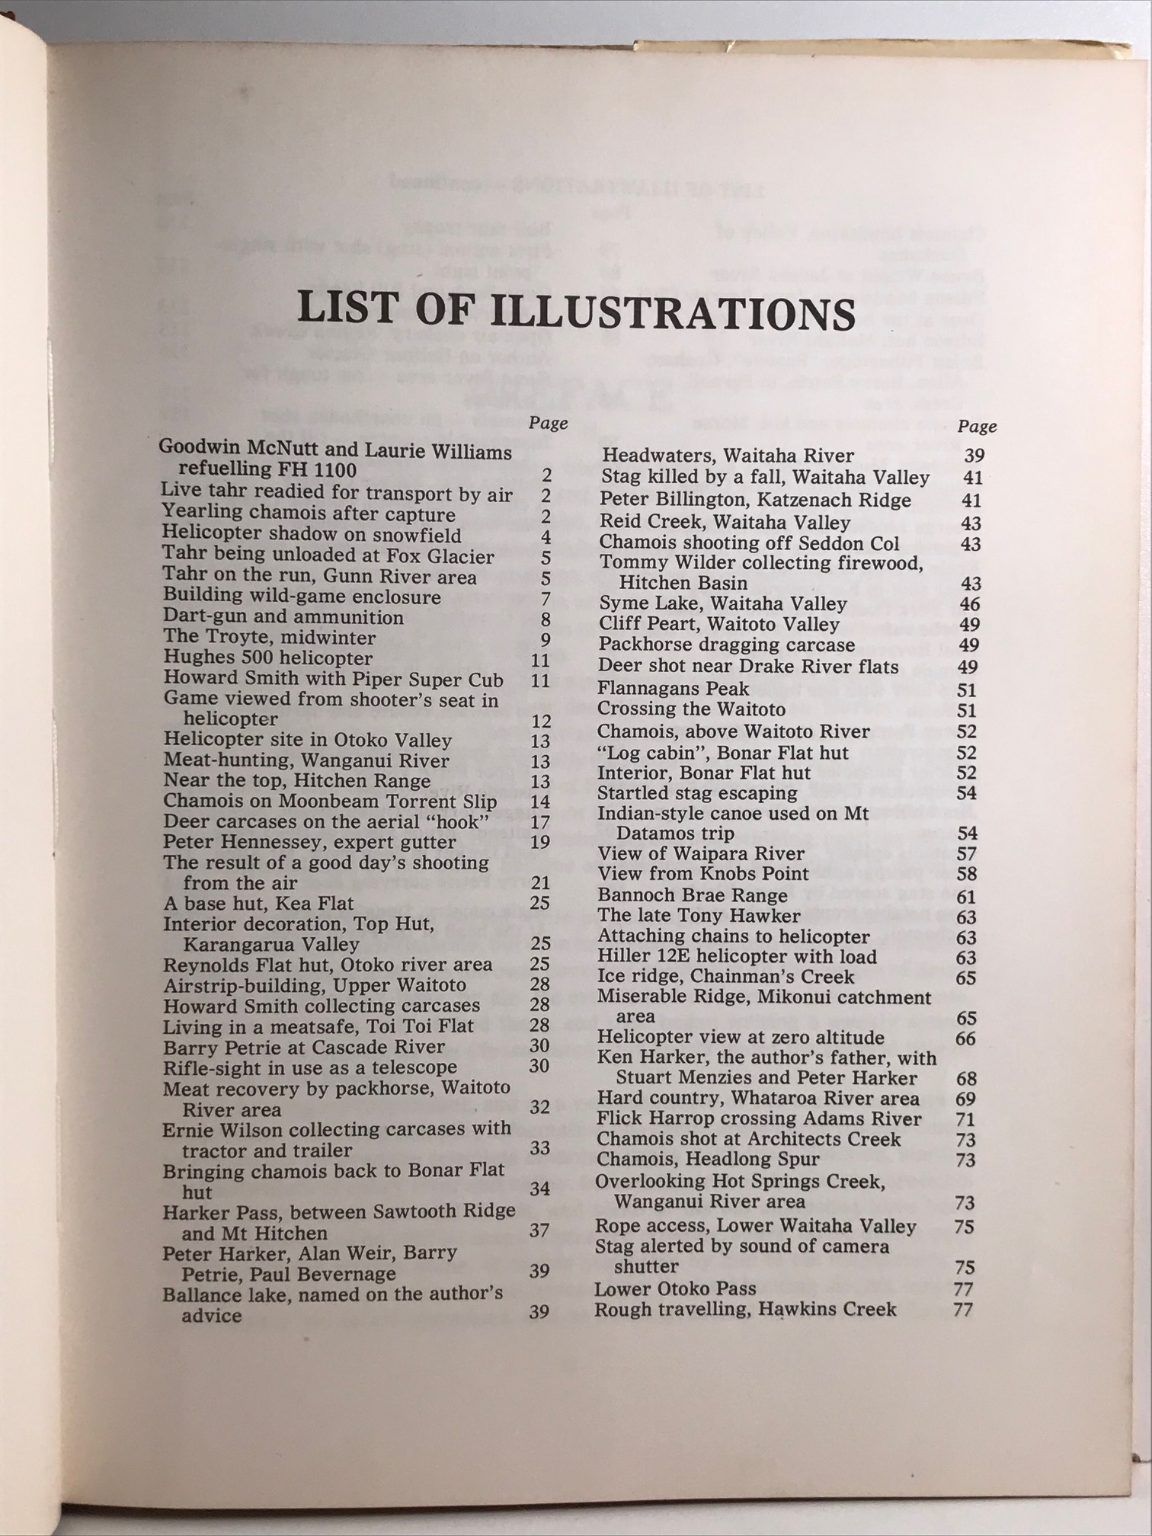 LIST OF ILLUSTRATIONS
Page
Goodwin McNutt and Laurie Williams
refuelling FH 1100 2
Live tahr readied for transport by air 2
Yearling chamois after capture 2
Helicopter shadow on snowfield 4
Tahr being unloaded at Fox Glacier 5
Tahr on the run, Gunn River area 5
Building wild-game enclosure 7
Dart-gun and ammunition 8
The Troyte, midwinter 9
Hughes 500 helicopter 11
Howard Smith with Piper Super Cub 11
Game viewed from shooter's seat in
helicopter 12
Helicopter site in Otoko Valley 13
Meat-hunting, Wanganui River 13
Near the top, Hitchen Range 13
Chamois on Moonbeam Torrent Slip 14
Deer carcases on the aerial "hook" 17
Peter Hennessey, expert gutter 19
The result of a good day's shooting
from the air 21
A base hut, Kea Flat 25
Interior decoration, Top Hut,
Karangarua Valley 25
Reynolds Flat hut, Otoko river area 25
Airstrip-building, Upper Waitoto 28
Howard Smith collecting carcases 28
Living in a meatsafe, Toi Toi Flat 28
Barry Petrie at Cascade River 30
Rifle-sight in use as a telescope 30
Meat recovery by packhorse, Waitoto
River area 32
Ernie Wilson collecting carcases with
tractor and trailer 33
Bringing chamois back to Bonar Flat
hut 34
Harker Pass, between Sawtooth Ridge
and Mt Hitchen 37
Peter Harker, Alan Weir, Barry
Petrie, Paul Bevernage 39
Ballance lake, named on the author's
advice 39
Page
Headwaters, Waitaha River 39
Stag killed by a fall, Waitaha Valley 41
Peter Billington, Katzenach Ridge 41
Reid Creek, Waitaha Valley 43
Chamois shooting off Seddon Col 43
Tommy Wilder collecting firewood,
Hitchen Basin 43
Syme Lake, Waitaha Valley 46
Cliff Peart, Waitoto Valley 49
Packhorse dragging carcase 49
Deer shot near Drake River flats 49
Flannagans Peak 51
Crossing the Waitoto 51
Chamois, above Waitoto River 52
"Log cabin", Bonar Flat hut 52
Interior, Bonar Flat hut 52
Startled stag escaping 54
Indian-style canoe used on Mt
Datamos trip 54
View of Waipara River 57
View from Knobs Point 58
Bannoch Brae Range 61
The late Tony Hawker 63
Attaching chains to helicopter 63
Hiller 12E helicopter with load 63
Ice ridge, Chainman's Creek 65
Miserable Ridge, Mikonui catchment
area 65
Helicopter view at zero altitude 66
Ken Harker, the author's father, with
Stuart Menzies and Peter Harker 68
Hard country, Whataroa River area 69
Flick Harrop crossing Adams River 71
Chamois shot at Architects Creek 73
Chamois, Headlong Spur 73
Overlooking Hot Springs Creek,
Wanganui River area 73
Rope access, Lower Waitaha Valley 75
Stag alerted by sound of camera
shutter 75
Lower Otoko Pass 77
Rough travelling, Hawkins Creek 77